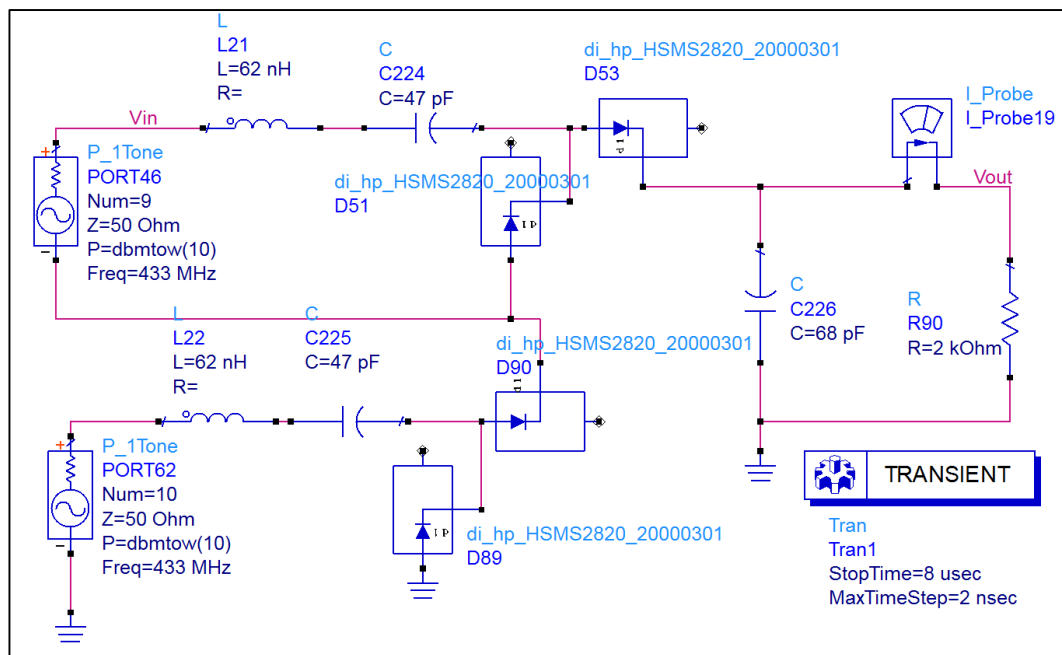 L
L21
L=62 nH
R=
C
C224
C=47 pF
di_hp_HSMS2820_20000301
D53
I_Probe
I_Probe19
Vin
Vout
P_1Tone
PORT46
Num=9
Z=50 Ohm
P=dbmtow(10)
Freq=433 MHz
di_hp_HSMS2820_20000301
D51
C
C226
C=68 pF
R
R90
R=2 kOhm
L
L22
L=62 nH
R=
C
C225
C=47 pF
di_hp_HSMS2820_20000301
D90
P_1Tone
PORT62
Num=10
Z=50 Ohm
P=dbmtow(10)
Freq=433 MHz
di_hp_HSMS2820_20000301
D89
TRANSIENT
Tran
Tran1
StopTime=8 usec
MaxTimeStep=2 nsec